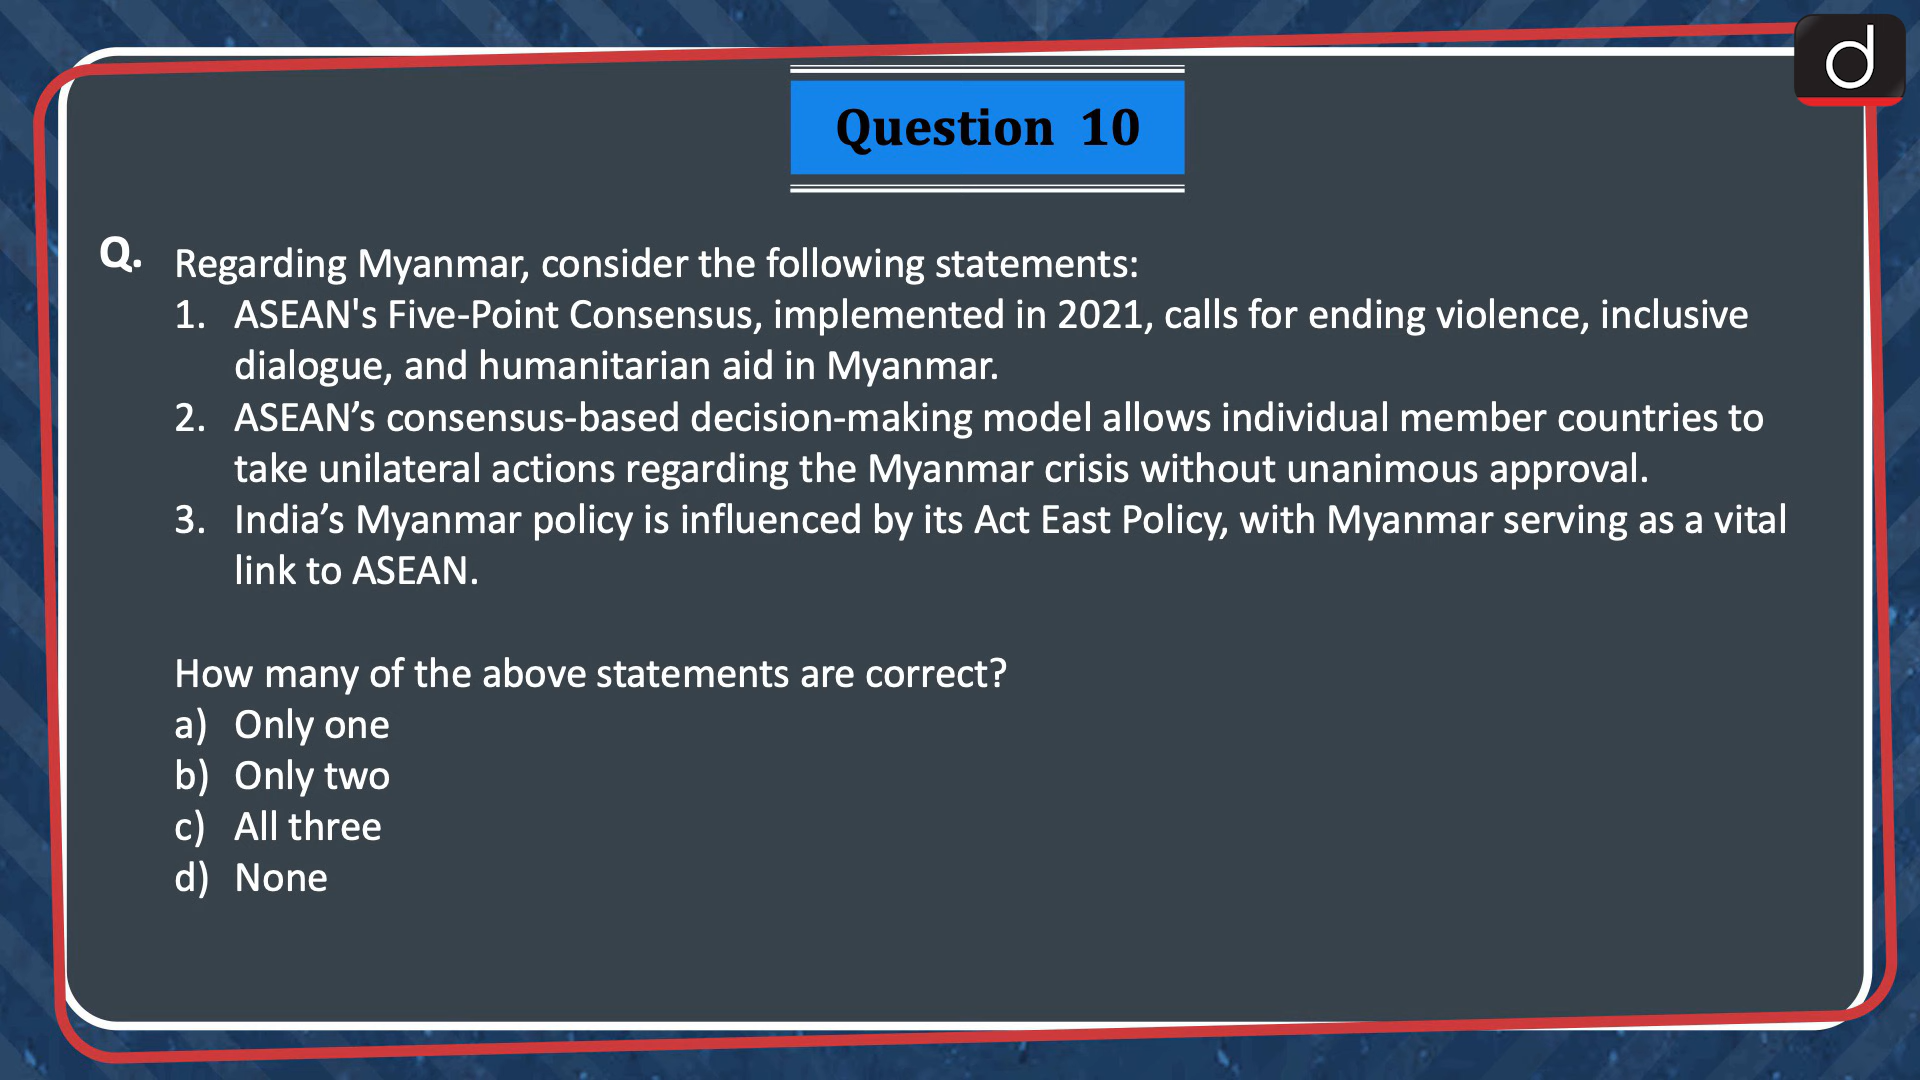 Question 10
Q. Regarding Myanmar, consider the following statements:
1. ASEAN's Five-Point Consensus, implemented in 2021, calls for ending violence, inclusive
dialogue, and humanitarian aid in Myanmar.
2. ASEAN’s consensus-based decision-making model allows individual member countries to
take unilateral actions regarding the Myanmar crisis without unanimous approval.
3. India’s Myanmar policy is influenced by its Act East Policy, with Myanmar serving as a vital
link to ASEAN.
How many of the above statements are correct?
a) Only one
b) Only two
c) All three
d) None
d